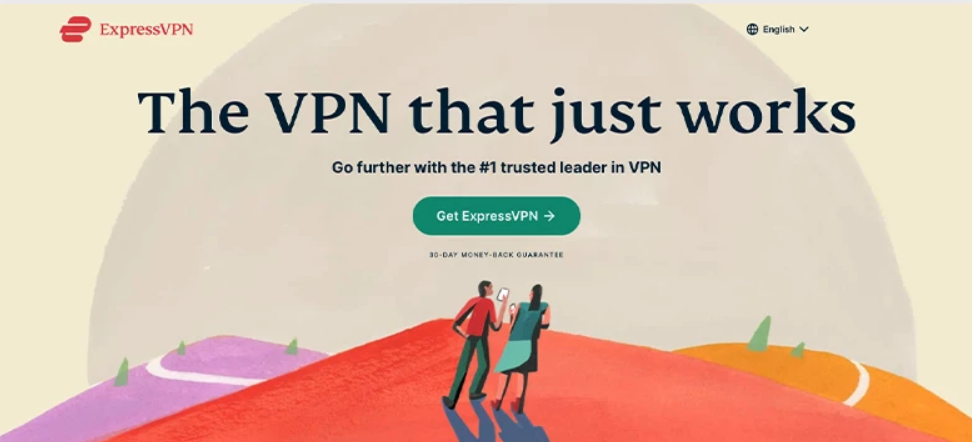 ExpressVPN
English
The VPN that just works
Go further with the #1 trusted leader in VPN
Get ExpressVPN →
30-DAY MONEY-BACK GUARANTEE